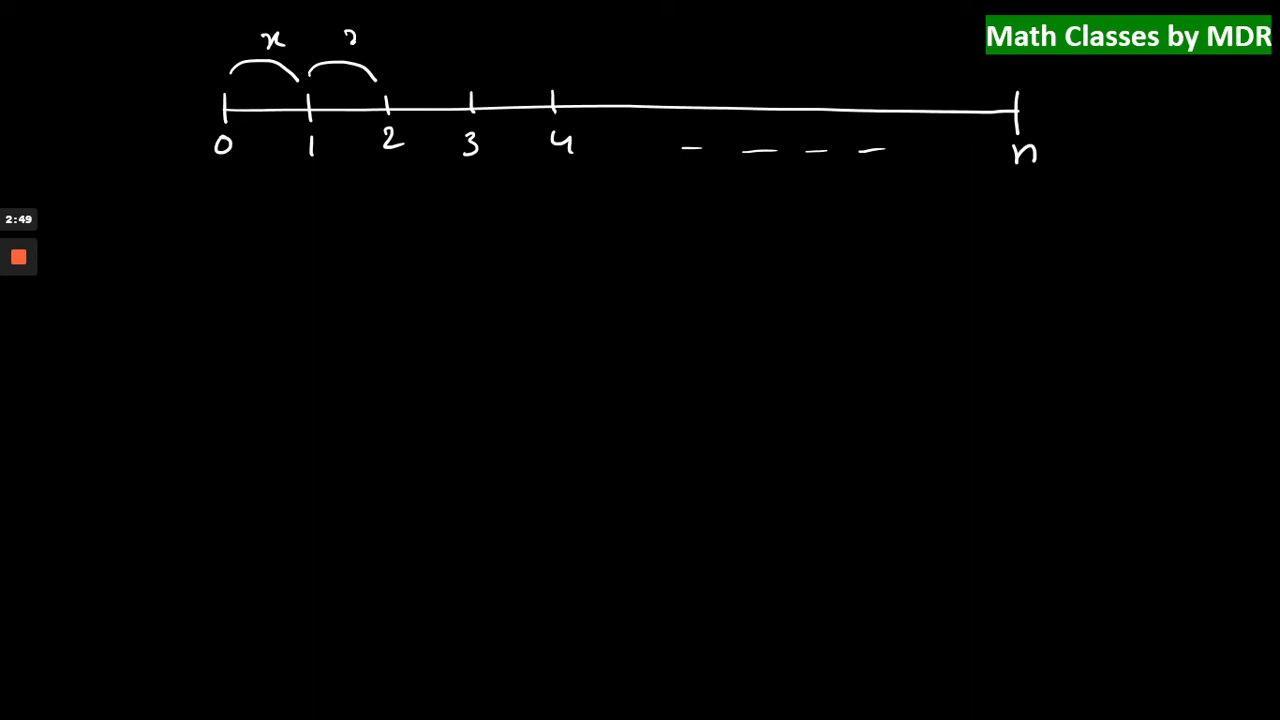 Math Classes by MDR
x
0 1 2 3 4 _ _ _ _ n
2:49